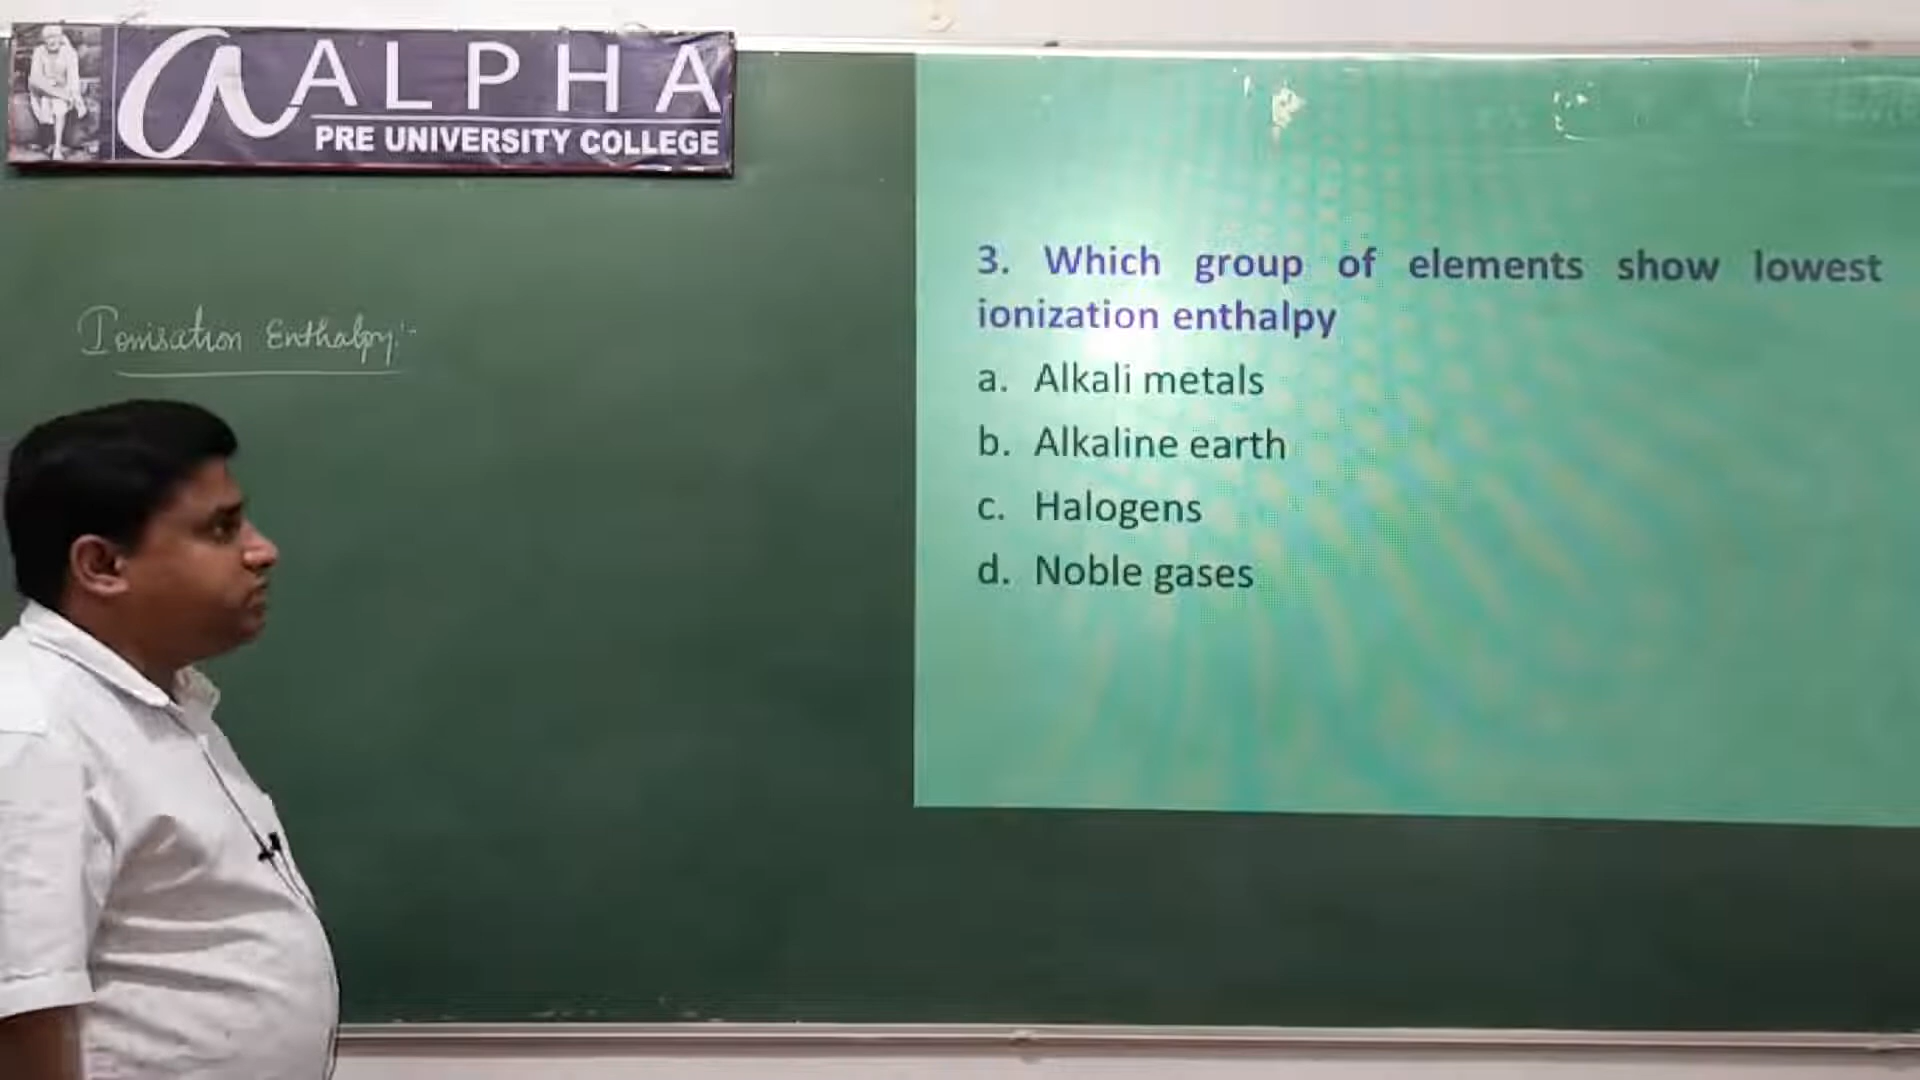 a ALPHA
PRE UNIVERSITY COLLEGE
Ionisation Enthalpy:-
3. Which group of elements show lowest
ionization enthalpy
a. Alkali metals
b. Alkaline earth
c. Halogens
d. Noble gases